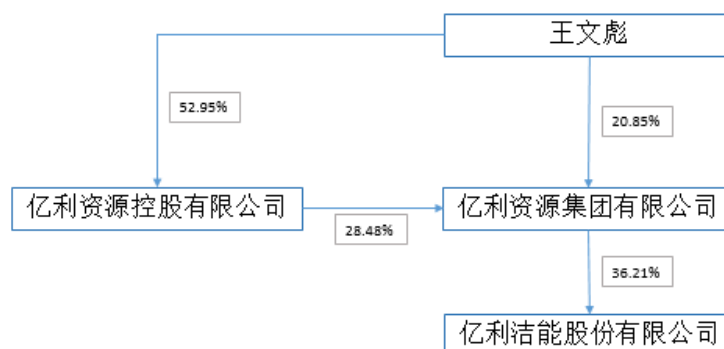 王文彪
52.95%
20.85%
亿利资源控股有限公司
28.48%
亿利资源集团有限公司
36.21%
亿利洁能股份有限公司